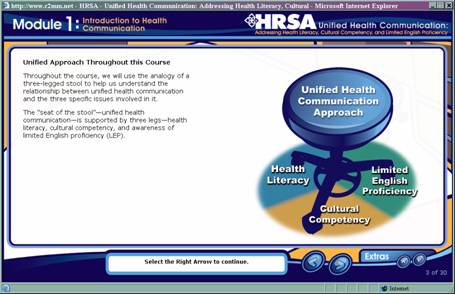 http://www.r2mm.net - HRSA - Unified Health Communication: Addressing Health Literacy, Cultural - Microsoft Internet Explorer
Module 1: Introduction to Health
Communication
HRSA Unified Health Communication:
Addressing Health Literacy, Cultural Competency, and Limited English Proficiency
Unified Approach Throughout this Course
Throughout the course, we will use the analogy of a
three-legged stool to help us understand the
relationship between unified health communication
and the three specific issues involved in it.
The "seat of the stool"—unified health
communication—is supported by three legs—health
literacy, cultural competency, and awareness of
limited English proficiency (LEP).
Unified Health
Communication
Approach
Health
Literacy
Limited
English
Proficiency
Cultural
Competency
Select the Right Arrow to continue.
Extras
3 of 30
Internet